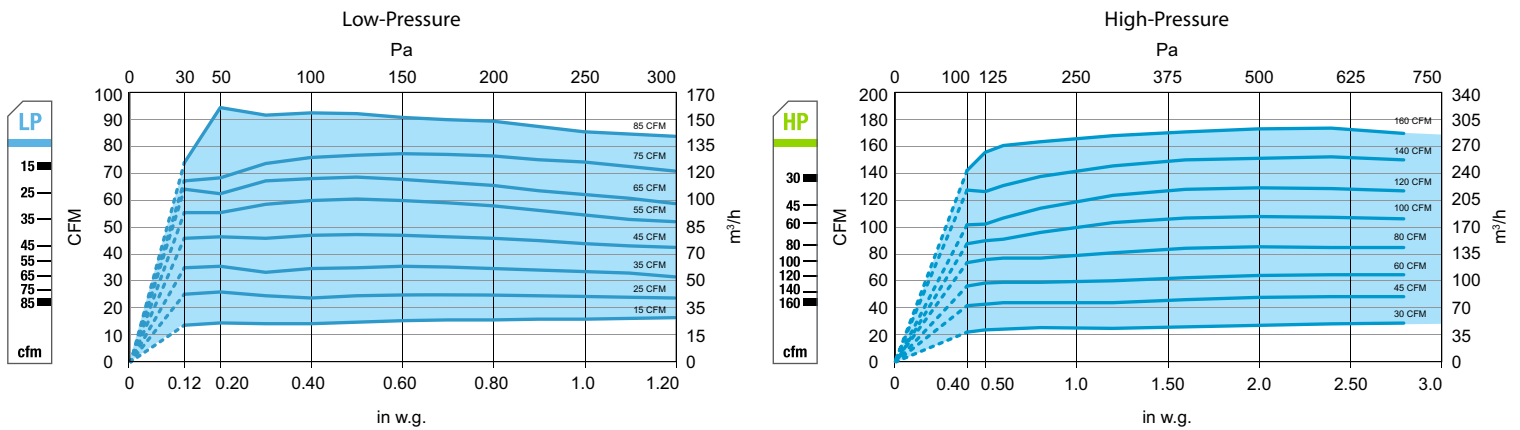 Low-Pressure
Pa
0 30 50 100 150 200 250 300
LP
15
25
35
45
55
65
75
85
cfm
CFM
100 170
90 150
80 135
70 120
60 100
50 85
40 70
30 50
20 35
10 15
0 0
m³/h
85 CFM
75 CFM
65 CFM
55 CFM
45 CFM
35 CFM
25 CFM
15 CFM
0 0.12 0.20 0.40 0.60 0.80 1.0 1.20
in w.g.
High-Pressure
Pa
0 100 125 250 375 500 625 750
HP
30
45
60
80
100
120
140
160
cfm
CFM
200 340
180 305
160 270
140 240
120 205
100 170
80 135
60 100
40 70
20 35
0 0
m³/h
160 CFM
140 CFM
120 CFM
100 CFM
80 CFM
60 CFM
45 CFM
30 CFM
0 0.40 0.50 1.0 1.50 2.0 2.50 3.0
in w.g.